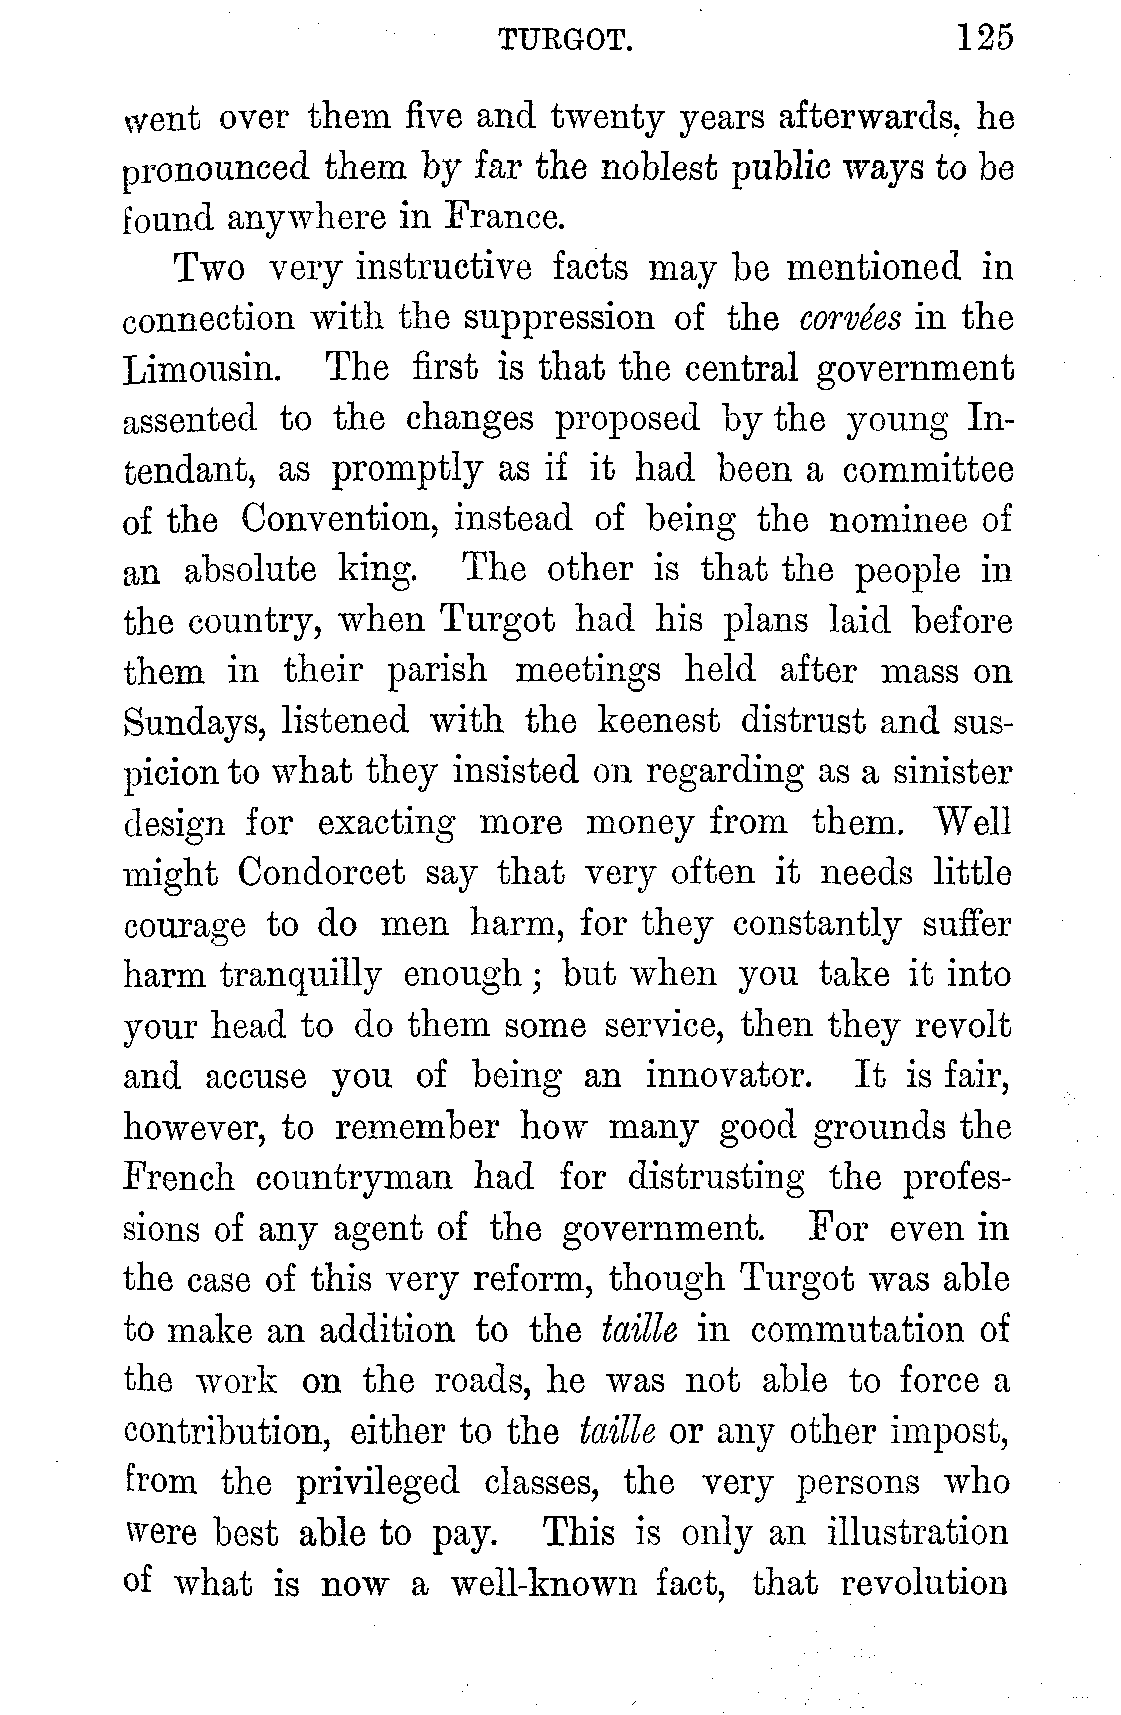 TURGOT. 125
went over them five and twenty years afterwards, he
pronounced them by far the noblest public ways to be
found anywhere in France.
Two very instructive facts may be mentioned in
connection with the suppression of the corvées in the
Limousin. The first is that the central government
assented to the changes proposed by the young In-
tendant, as promptly as if it had been a committee
of the Convention, instead of being the nominee of
an absolute king. The other is that the people in
the country, when Turgot had his plans laid before
them in their parish meetings held after mass on
Sundays, listened with the keenest distrust and sus-
picion to what they insisted on regarding as a sinister
design for exacting more money from them. Well
might Condorcet say that very often it needs little
courage to do men harm, for they constantly suffer
harm tranquilly enough; but when you take it into
your head to do them some service, then they revolt
and accuse you of being an innovator. It is fair,
however, to remember how many good grounds the
French countryman had for distrusting the profes-
sions of any agent of the government. For even in
the case of this very reform, though Turgot was able
to make an addition to the taille in commutation of
the work on the roads, he was not able to force a
contribution, either to the taille or any other impost,
from the privileged classes, the very persons who
were best able to pay. This is only an illustration
of what is now a well-known fact, that revolution